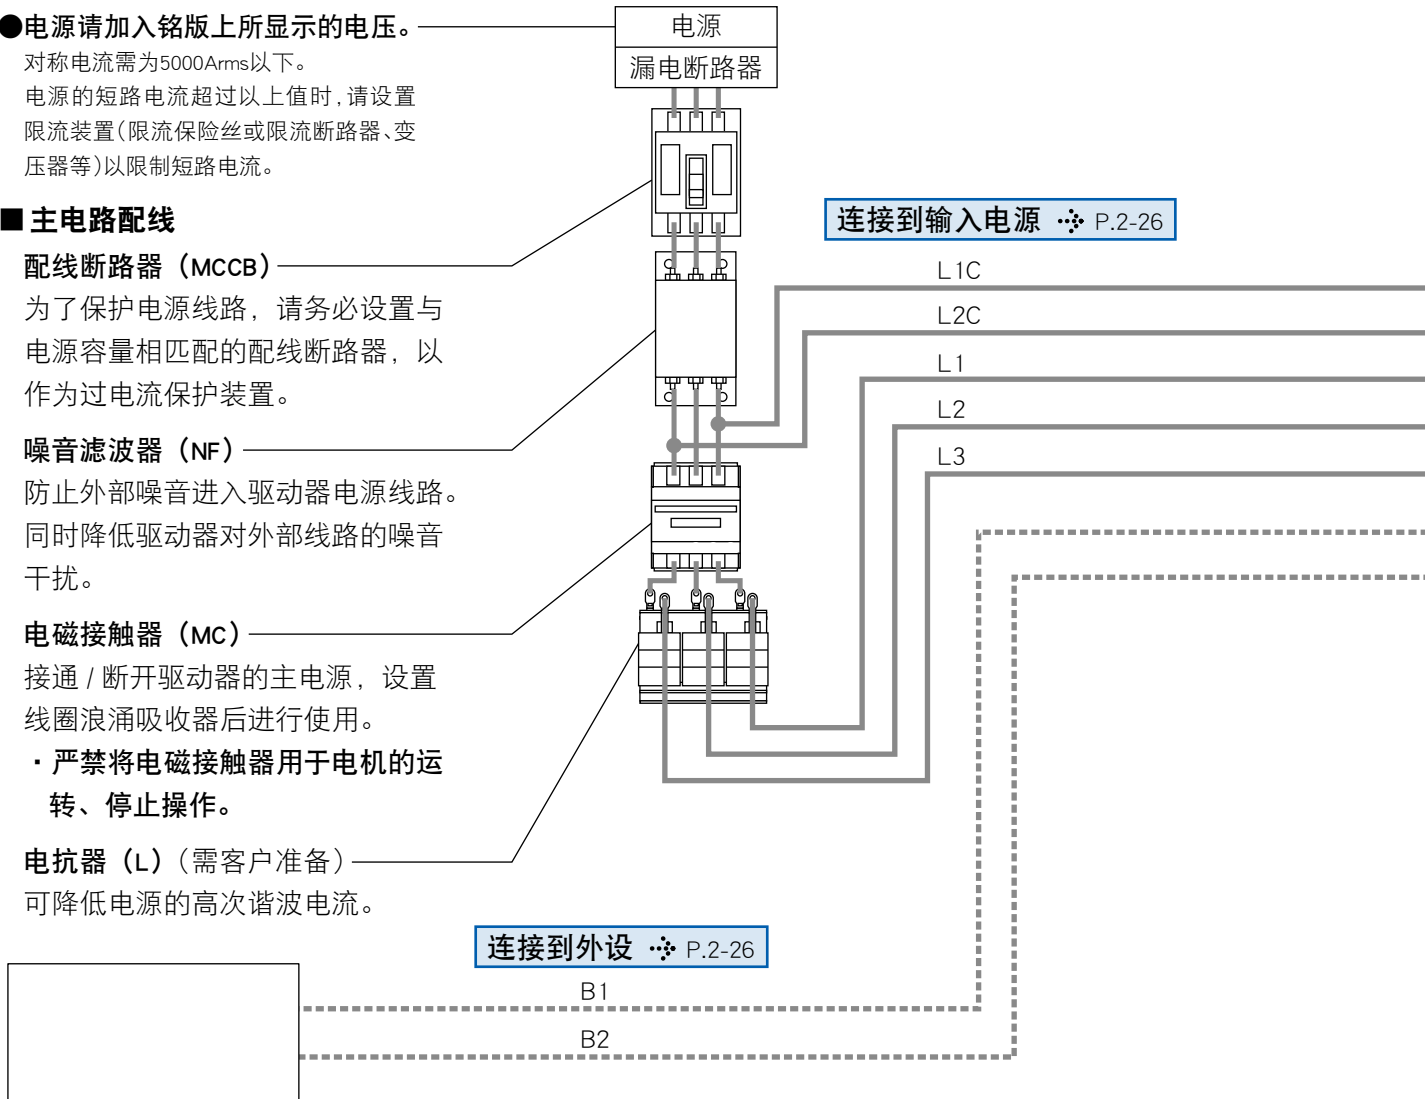 ●电源请加入铭版上所显示的电压。
对称电流需为5000Arms以下。
电源的短路电流超过以上值时,请设置
限流装置(限流保险丝或限流断路器、变
压器等)以限制短路电流。
■ 主电路配线
配线断路器（MCCB）
为了保护电源线路，请务必设置与
电源容量相匹配的配线断路器，以
作为过电流保护装置。
噪音滤波器（NF）
防止外部噪音进入驱动器电源线路。
同时降低驱动器对外部线路的噪音
干扰。
电磁接触器（MC）
接通 / 断开驱动器的主电源，设置
线圈浪涌吸收器后进行使用。
・严禁将电磁接触器用于电机的运
转、停止操作。
电抗器（L）（需客户准备）
可降低电源的高次谐波电流。
电源
漏电断路器
连接到输入电源 P.2-26
L1C
L2C
L1
L2
L3
连接到外设 P.2-26
B1
B2